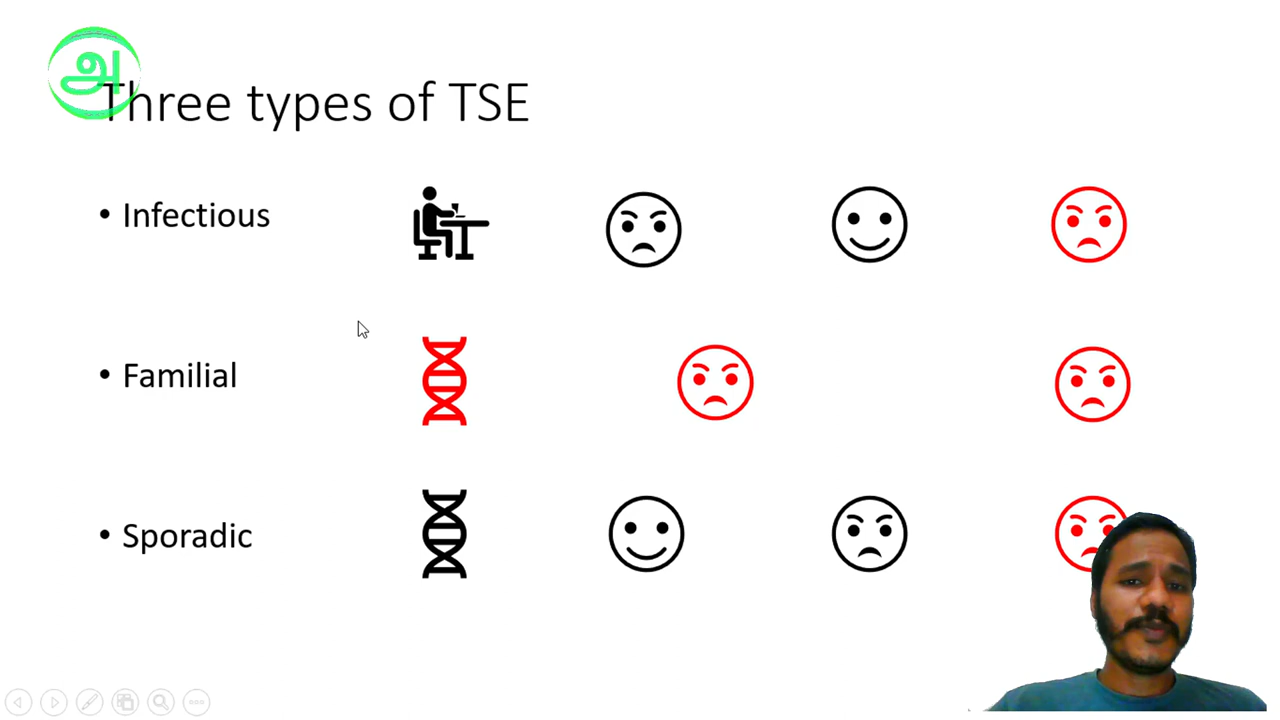 அ
Three types of TSE
• Infectious
• Familial
• Sporadic